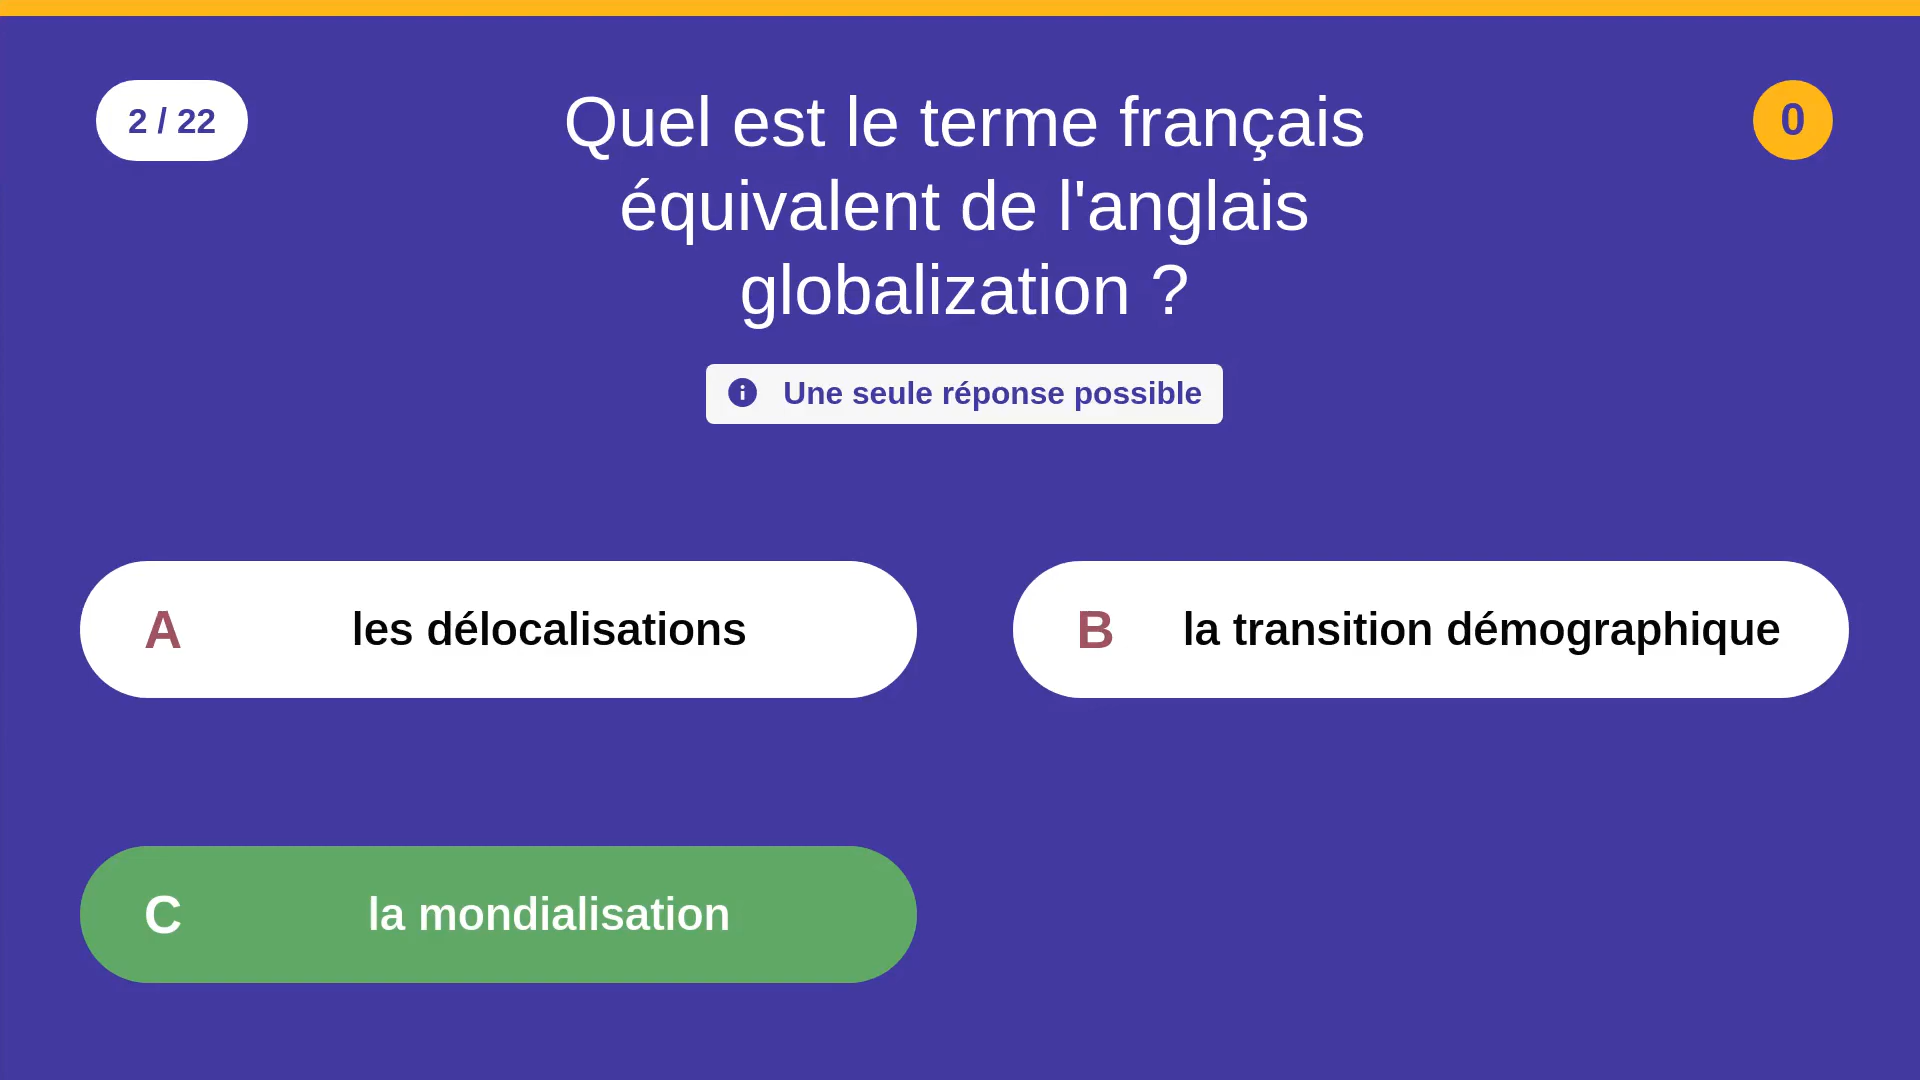 2 / 22
Quel est le terme français
équivalent de l'anglais
globalization ?
0
Une seule réponse possible
A les délocalisations
B la transition démographique
C la mondialisation